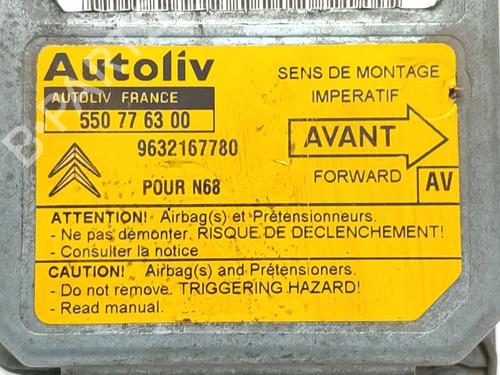 Autoliv
AUTOLIV FRANCE
550 77 63 00
9632167780
POUR N68
SENS DE MONTAGE
IMPERATIF
AVANT
FORWARD
AV
ATTENTION! Airbag(s) et Prétensionneurs.
- Ne pas démonter. RISQUE DE DECLENCHEMENT!
- Consulter la notice
CAUTION! Airbag(s) and Prétensioners.
- Do not remove. TRIGGERING HAZARD!
- Read manual.